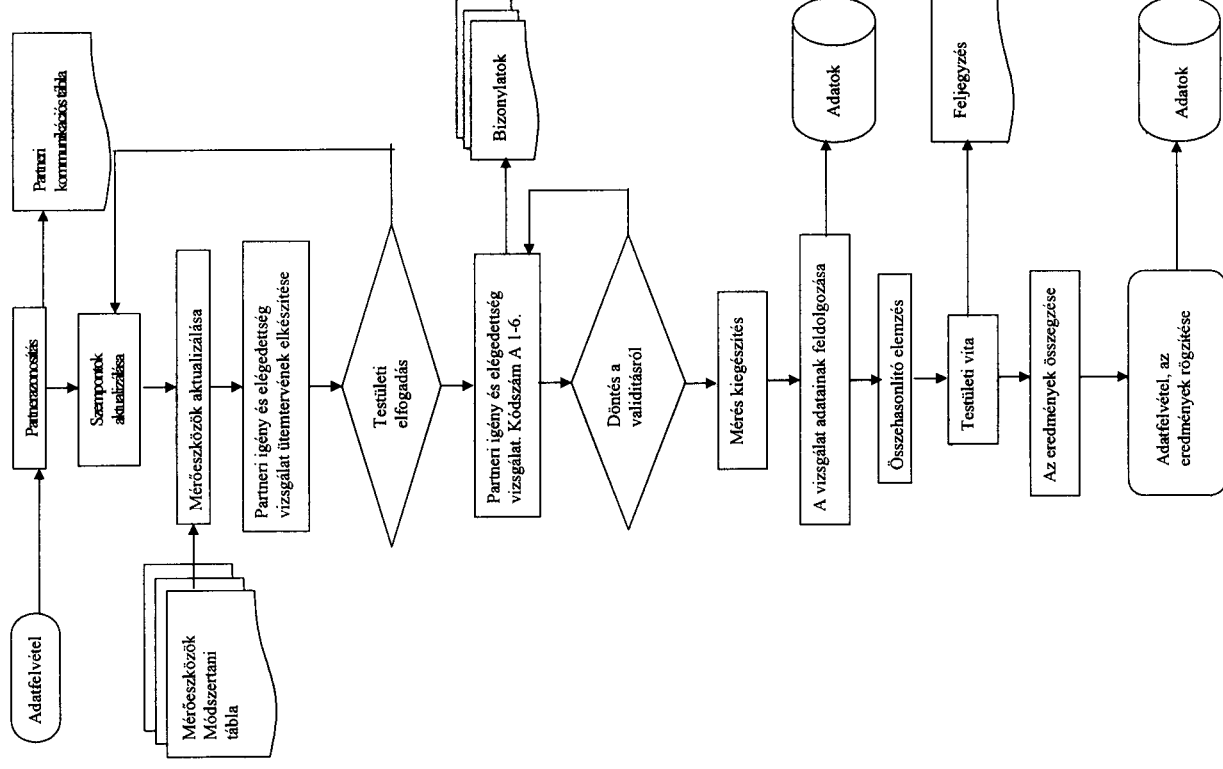 Adatfelvétel
Partnerazonosítás
Partneri
kommunikációs tábla
Szempontok
aktualizálása
Mérőeszközök
Módszertani
tábla
Mérőeszközök aktualizálása
Partneri igény és elégedettség
vizsgálat ütemtervének elkészítése
Testületi
elfogadás
Partneri igény és elégedettség
vizsgálat. Kódszám A 1-6.
Bizonylatok
Döntés a
validitásról
Mérés kiegészítés
A vizsgálat adatainak feldolgozása
Adatok
Összehasonlító elemzés
Testületi vita
Feljegyzés
Az eredmények összegzése
Adatfelvétel, az
eredmények rögzítése
Adatok